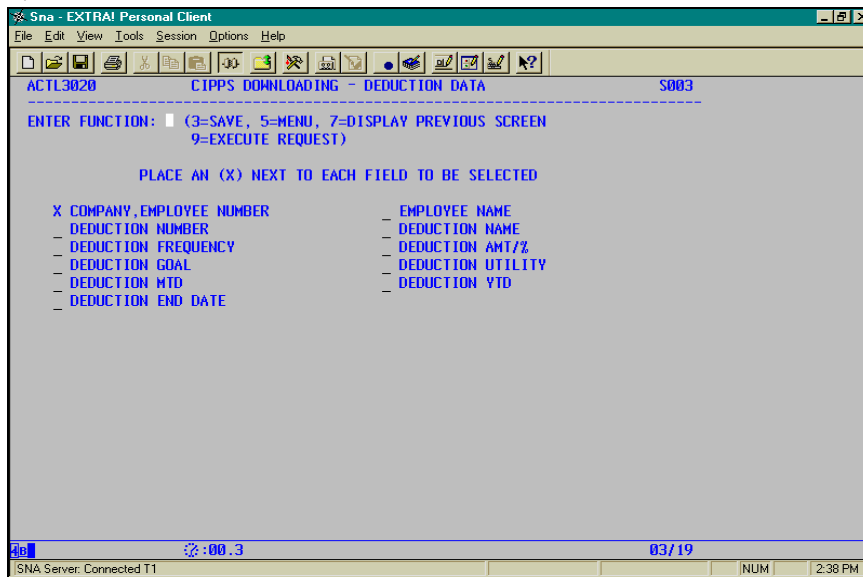 Sna - EXTRA! Personal Client
File Edit View Tools Session Options Help
ACTL3020 CIPPS DOWNLOADING - DEDUCTION DATA S003
--------------------------------------------------------------------------------
ENTER FUNCTION: (3=SAVE, 5=MENU, 7=DISPLAY PREVIOUS SCREEN
9=EXECUTE REQUEST)
PLACE AN (X) NEXT TO EACH FIELD TO BE SELECTED
X COMPANY,EMPLOYEE NUMBER _ EMPLOYEE NAME
_ DEDUCTION NUMBER _ DEDUCTION NAME
_ DEDUCTION FREQUENCY _ DEDUCTION AMT/%
_ DEDUCTION GOAL _ DEDUCTION UTILITY
_ DEDUCTION MTD _ DEDUCTION YTD
_ DEDUCTION END DATE
4B :00.3 03/19
SNA Server: Connected T1 NUM 2:38 PM